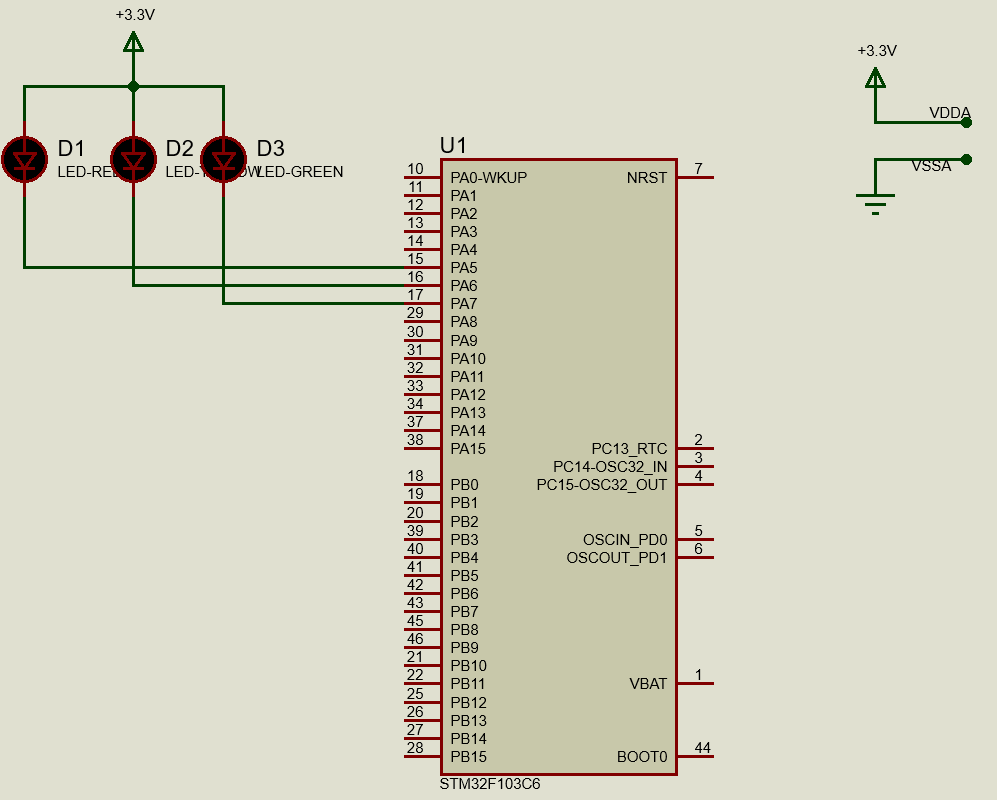 +3.3V
+3.3V
VDDA
VSSA
D1
LED-RED
D2
D3
LED-GREEN
U1
10 PA0-WKUP
NRST 7
11 PA1
12 PA2
13 PA3
14 PA4
15 PA5
16 PA6
17 PA7
29 PA8
30 PA9
31 PA10
32 PA11
33 PA12
34 PA13
37 PA14
38 PA15
PC13_RTC 2
PC14-OSC32_IN 3
PC15-OSC32_OUT 4
18 PB0
19 PB1
20 PB2
39 PB3
40 PB4
41 PB5
42 PB6
43 PB7
45 PB8
46 PB9
21 PB10
22 PB11
25 PB12
26 PB13
27 PB14
28 PB15
OSCIN_PD0 5
OSCOUT_PD1 6
VBAT 1
BOOT0 44
STM32F103C6